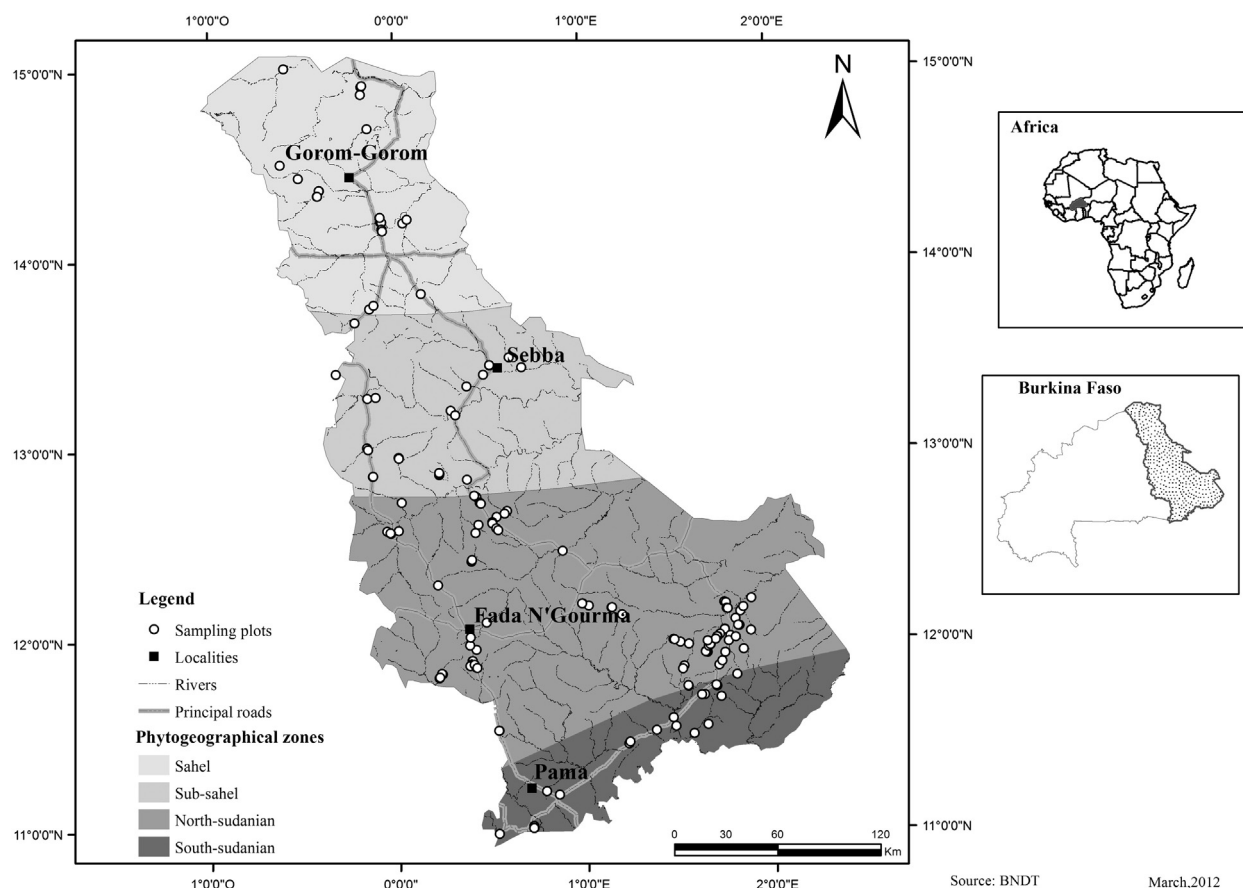 1°0'0"O 0°0'0" 1°0'0"E 2°0'0"E
15°0'0"N 15°0'0"N
N
Africa
Gorom-Gorom
14°0'0"N 14°0'0"N
Sebba
Burkina Faso
13°0'0"N 13°0'0"N
Legend
Sampling plots
Localities
Rivers
Principal roads
Fada N'Gourma
12°0'0"N 12°0'0"N
Phytogeographical zones
Sahel
Sub-sahel
North-sudanian
South-sudanian
Pama
11°0'0"N 11°0'0"N
0 30 60 120
Km
1°0'0"O 0°0'0" 1°0'0"E 2°0'0"E
Source: BNDT March,2012